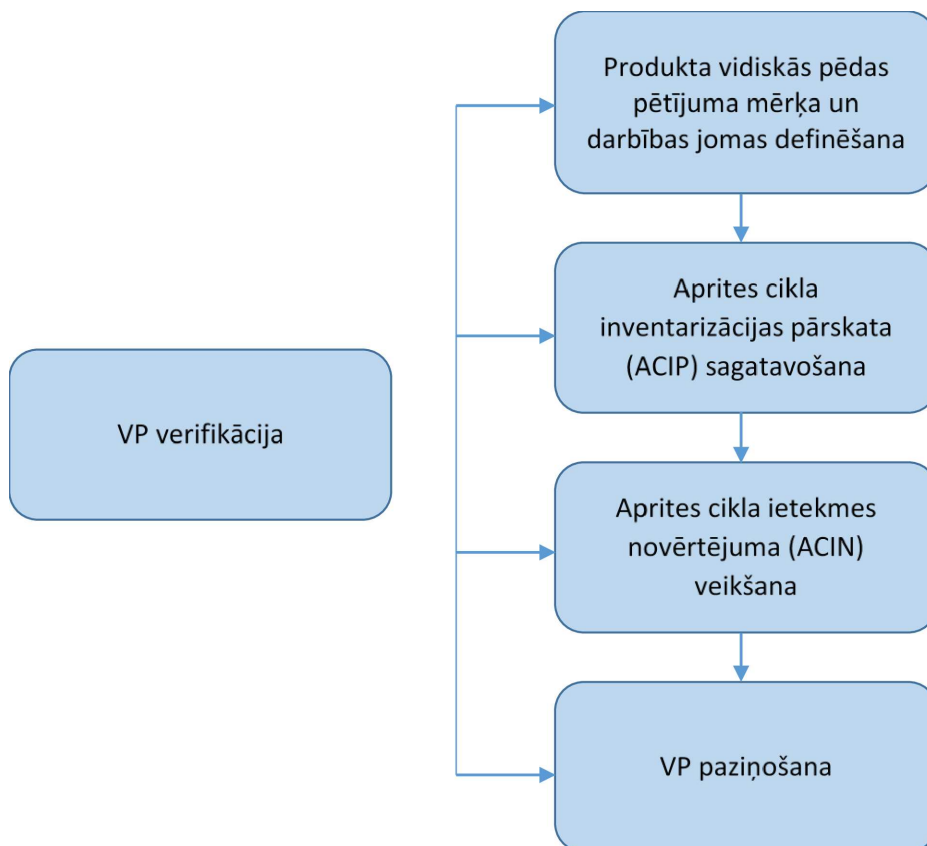 Produkta vidiskās pēdas
pētījuma mērķa un
darbības jomas definēšana
Aprites cikla
inventarizācijas pārskata
(ACIP) sagatavošana
VP verifikācija
Aprites cikla ietekmes
novērtējuma (ACIN)
veikšana
VP paziņošana